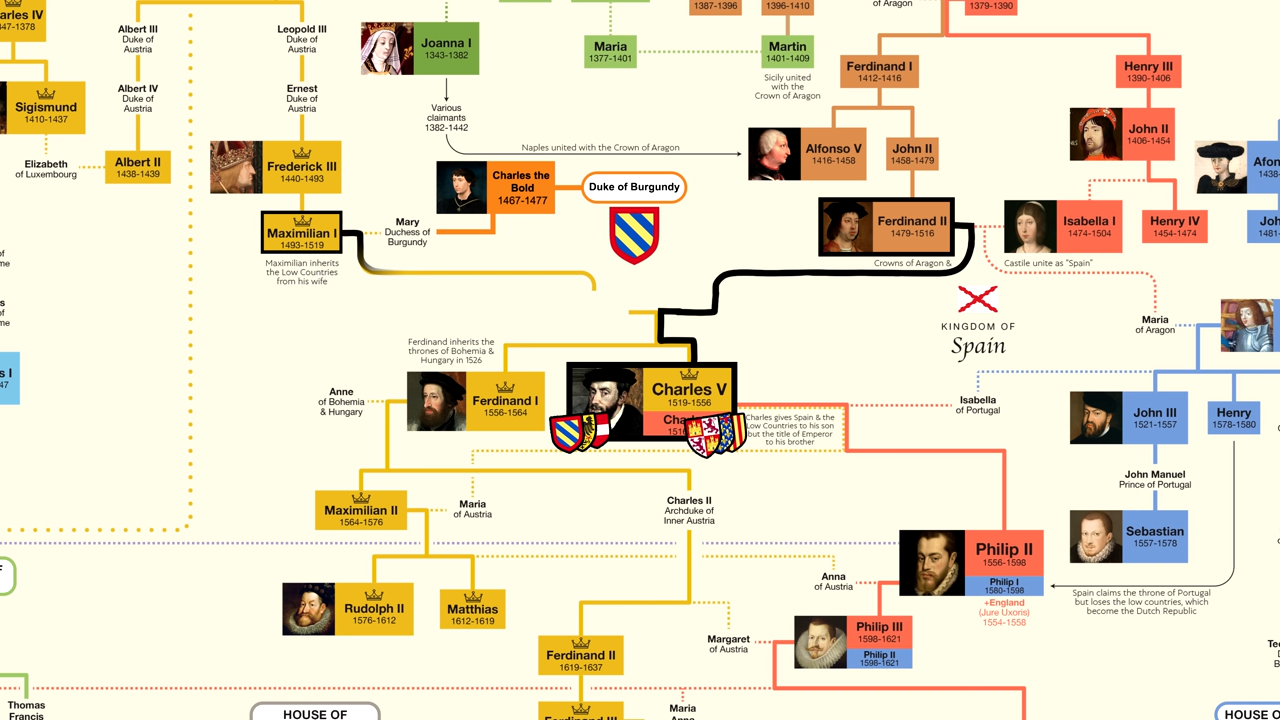 arles IV
347-1378
Albert III
Duke of
Austria
Leopold III
Duke of
Austria
Joanna I
1343-1382
Maria
1377-1401
1387-1396
1396-1410
Martin
1401-1409
Sicily united
with the
Crown of Aragon
of Aragon
1379-1390
Ferdinand I
1412-1416
Henry III
1390-1406
Sigismund
1410-1437
Albert IV
Duke of
Austria
Ernest
Duke of
Austria
Various
claimants
1382-1442
Naples united with the Crown of Aragon
Alfonso V
1416-1458
John II
1458-1479
John II
1406-1454
Elizabeth
of Luxembourg
Albert II
1438-1439
Frederick III
1440-1493
Charles the
Bold
1467-1477
Duke of Burgundy
Afon
1438-
Maximilian I
1493-1519
Mary
Duchess of
Burgundy
Ferdinand II
1479-1516
Isabella I
1474-1504
Henry IV
1454-1474
Joh
1481-
Maximilian inherits
the Low Countries
from his wife
Crowns of Aragon &
Castile unite as "Spain"
KINGDOM OF
Spain
Maria
of Aragon
Ferdinand inherits the
thrones of Bohemia &
Hungary in 1526
Anne
of Bohemia
& Hungary
Ferdinand I
1556-1564
Charles V
1519-1556
Char
151
Charles gives Spain & the
Low Countries to his son
but the title of Emperor
to his brother
Isabella
of Portugal
John III
1521-1557
Henry
1578-1580
s I
47
John Manuel
Prince of Portugal
Maximilian II
1564-1576
Maria
of Austria
Charles II
Archduke of
Inner Austria
Sebastian
1557-1578
Philip II
1556-1598
Philip I
1580-1598
+England
(Jure Uxoris)
1554-1558
Anna
of Austria
Spain claims the throne of Portugal
but loses the low countries, which
become the Dutch Republic
Rudolph II
1576-1612
Matthias
1612-1619
Philip III
1598-1621
Philip II
1598-1621
Margaret
of Austria
Ferdinand II
1619-1637
Thomas
Francis
HOUSE OF
Ferdinand III
Maria
Anna
HOUSE O